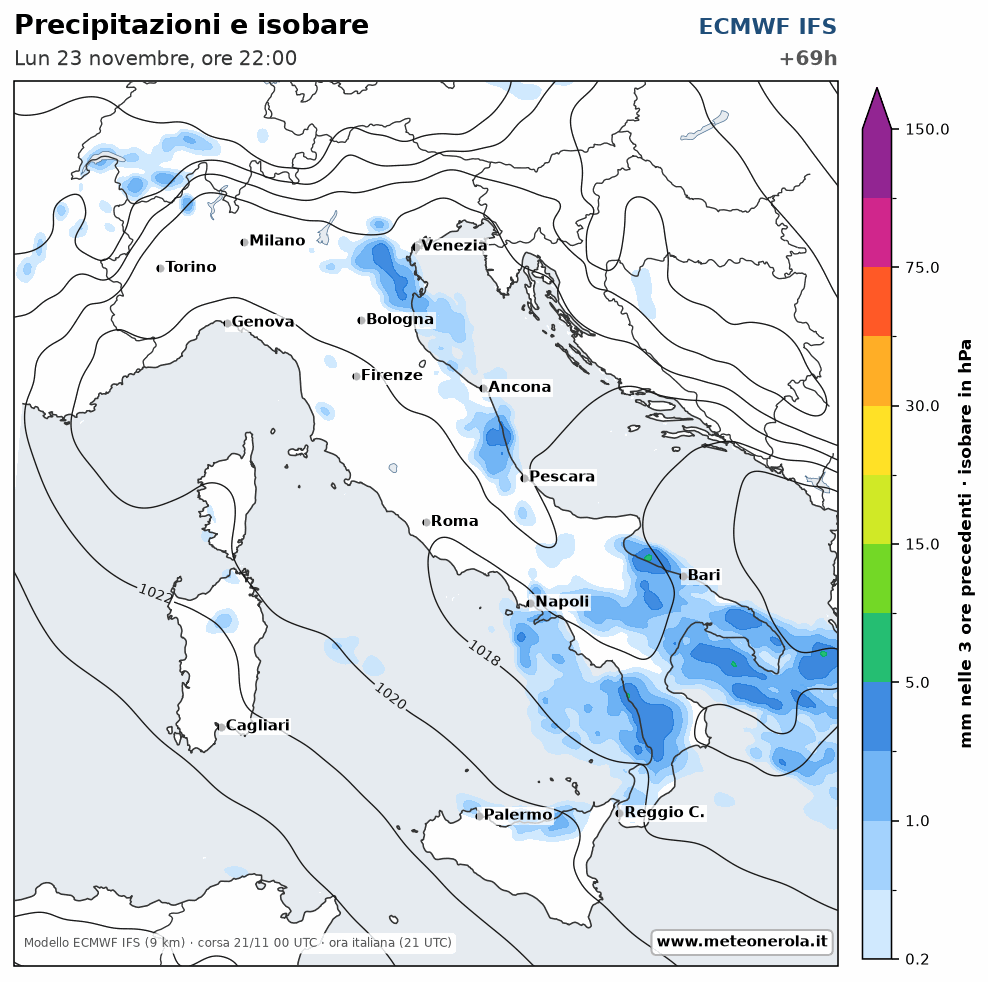 Precipitazioni e isobare
ECMWF IFS
Lun 23 novembre, ore 22:00
+69h
150.0
75.0
30.0
15.0
5.0
1.0
0.2
mm nelle 3 ore precedenti · isobare in hPa
Milano
Venezia
Torino
Bologna
Genova
Firenze
Ancona
Pescara
Roma
Bari
Napoli
1022
1018
1020
Cagliari
Palermo
Reggio C.
Modello ECMWF IFS (9 km) · corsa 21/11 00 UTC · ora italiana (21 UTC)
www.meteonerola.it